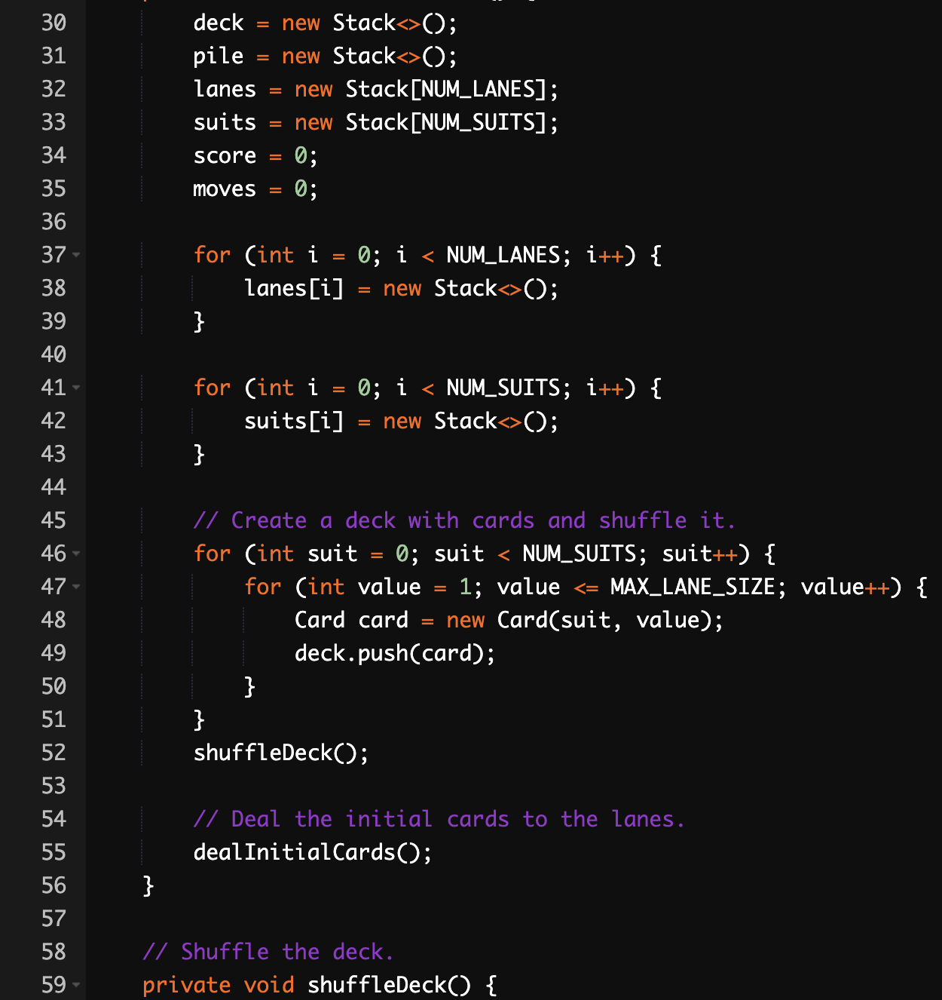 30 deck = new Stack<>();
31 pile = new Stack<>();
32 lanes = new Stack[NUM_LANES];
33 suits = new Stack[NUM_SUITS];
34 score = 0;
35 moves = 0;
36
37 for (int i = 0; i < NUM_LANES; i++) {
38 lanes[i] = new Stack<>();
39 }
40
41 for (int i = 0; i < NUM_SUITS; i++) {
42 suits[i] = new Stack<>();
43 }
44
45 // Create a deck with cards and shuffle it.
46 for (int suit = 0; suit < NUM_SUITS; suit++) {
47 for (int value = 1; value <= MAX_LANE_SIZE; value++) {
48 Card card = new Card(suit, value);
49 deck.push(card);
50 }
51 }
52 shuffleDeck();
53
54 // Deal the initial cards to the lanes.
55 dealInitialCards();
56 }
57
58 // Shuffle the deck.
59 private void shuffleDeck() {